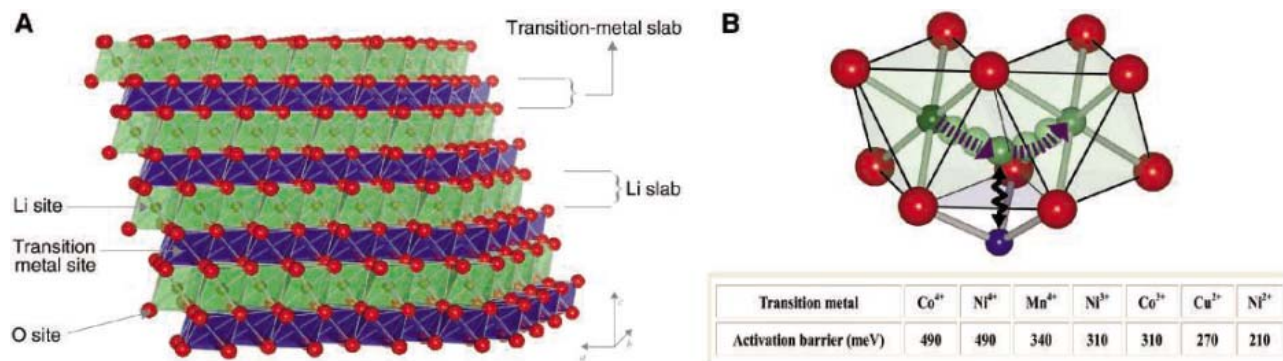 A
Transition-metal slab
Li slab
Li site
Transition
metal site
O site
c
b
a
B
Transition metal Co⁴⁺ Ni⁴⁺ Mn⁴⁺ Ni³⁺ Co³⁺ Cu²⁺ Ni²⁺
Activation barrier (meV) 490 490 340 310 310 270 210